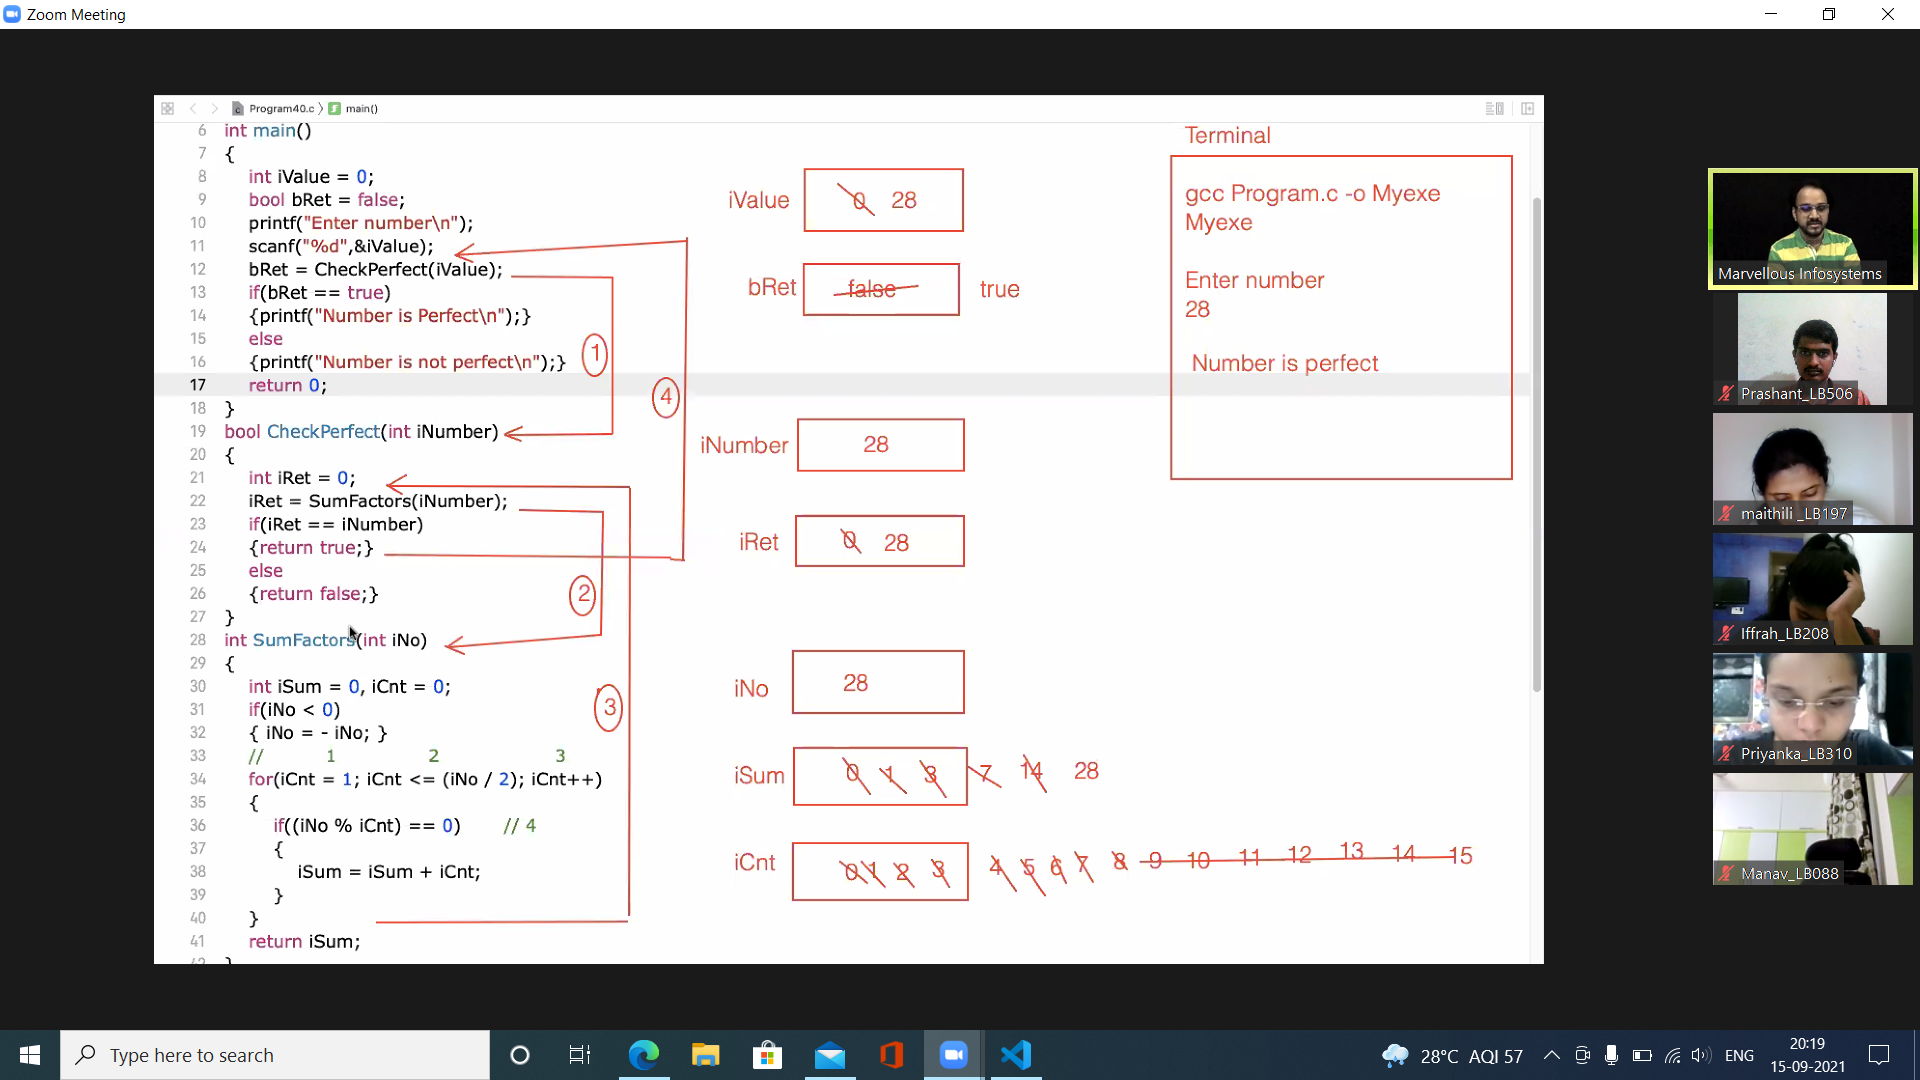 Zoom Meeting
Program40.c 〉 main()
6 int main()
7 {
8 int iValue = 0;
9 bool bRet = false;
10 printf("Enter number\n");
11 scanf("%d",&iValue);
12 bRet = CheckPerfect(iValue);
13 if(bRet == true)
14 {printf("Number is Perfect\n");}
15 else
16 {printf("Number is not perfect\n");}
17 return 0;
18 }
19 bool CheckPerfect(int iNumber)
20 {
21 int iRet = 0;
22 iRet = SumFactors(iNumber);
23 if(iRet == iNumber)
24 {return true;}
25 else
26 {return false;}
27 }
28 int SumFactors(int iNo)
29 {
30 int iSum = 0, iCnt = 0;
31 if(iNo < 0)
32 { iNo = - iNo; }
33 // 1 2 3
34 for(iCnt = 1; iCnt <= (iNo / 2); iCnt++)
35 {
36 if((iNo % iCnt) == 0) // 4
37 {
38 iSum = iSum + iCnt;
39 }
40 }
41 return iSum;
42 }
1
4
2
3
iValue 0 28
bRet false true
iNumber 28
iRet 0 28
iNo 28
iSum 0 1 3 7 14 28
iCnt 0 1 2 3 4 5 6 7 8 9 10 11 12 13 14 15
Terminal
gcc Program.c -o Myexe
Myexe
Enter number
28
Number is perfect
Marvellous Infosystems
Prashant_LB506
maithili _LB197
Iffrah_LB208
Priyanka_LB310
Manav_LB088
Type here to search
28°C AQI 57
ENG
20:19
15-09-2021